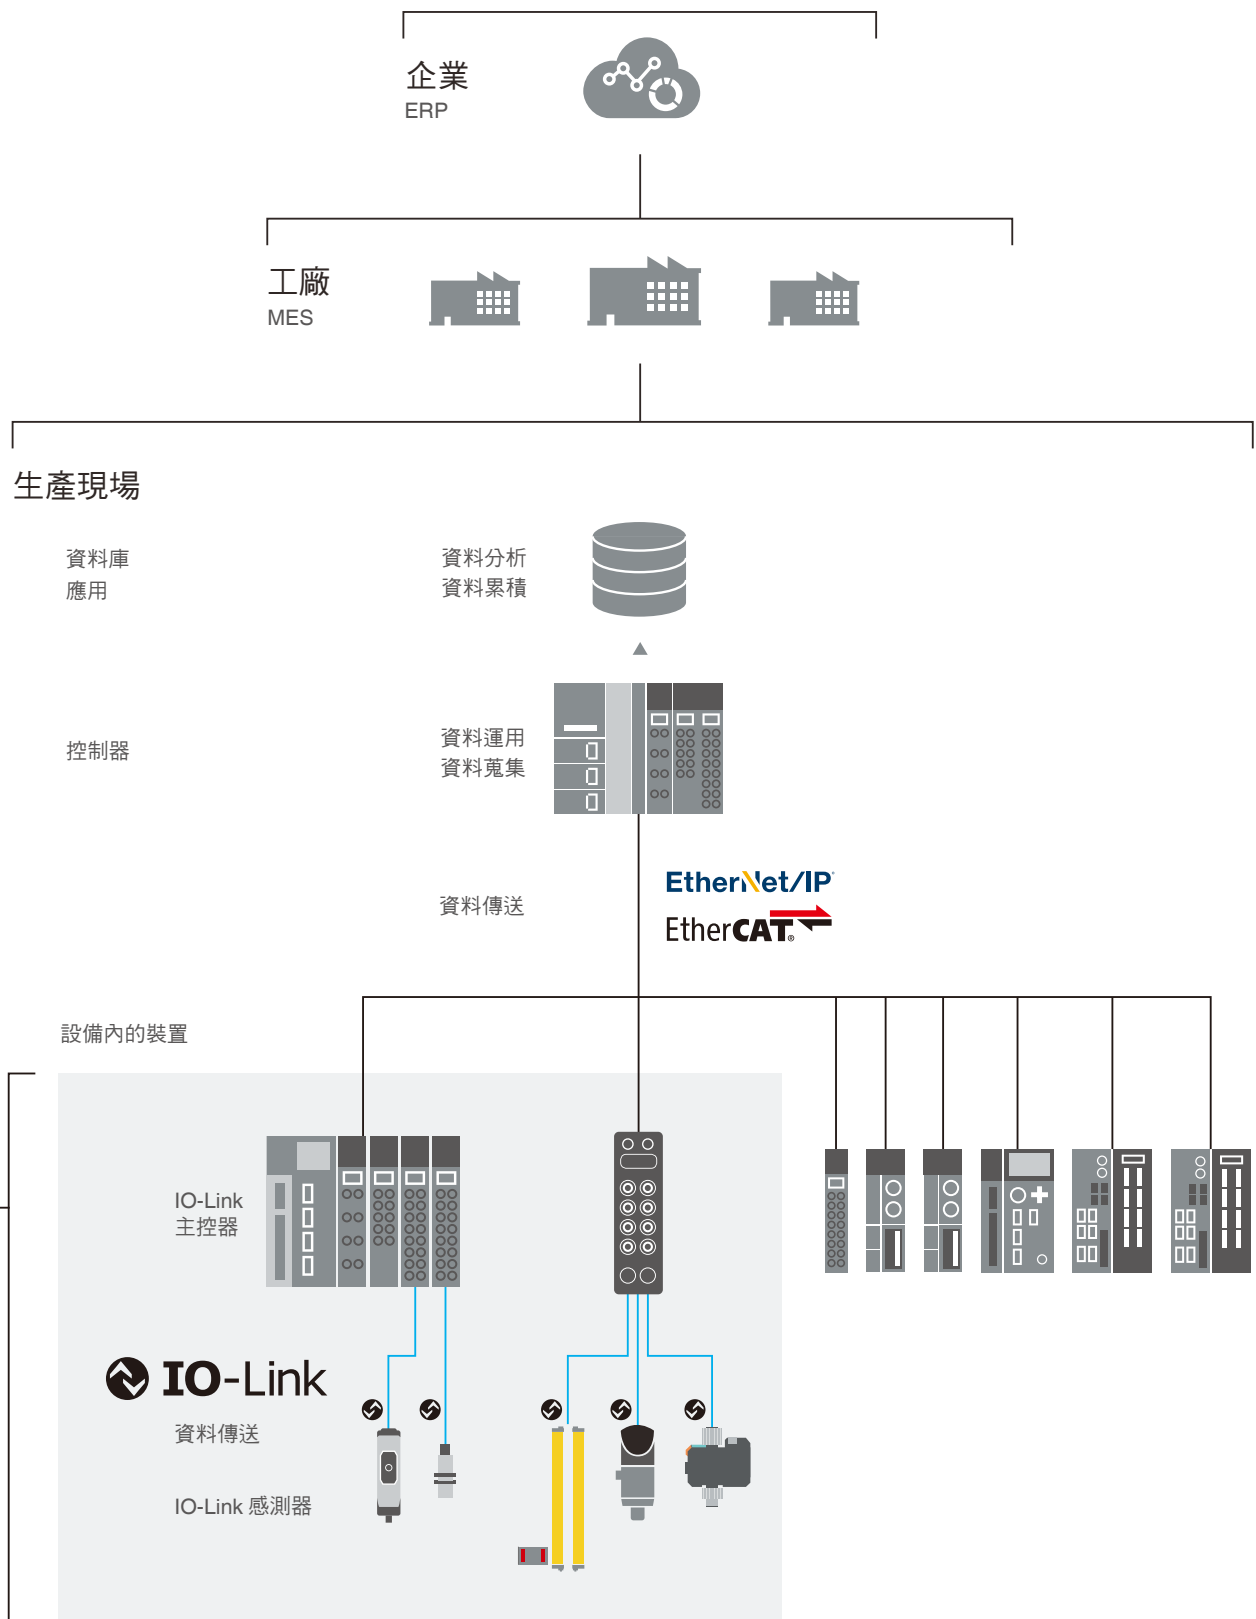 企業
ERP
工廠
MES
生產現場
資料庫
應用
資料分析
資料累積
控制器
資料運用
資料蒐集
資料傳送
EtherNet/IP
EtherCAT®
設備內的裝置
IO-Link
主控器
IO-Link
資料傳送
IO-Link 感測器